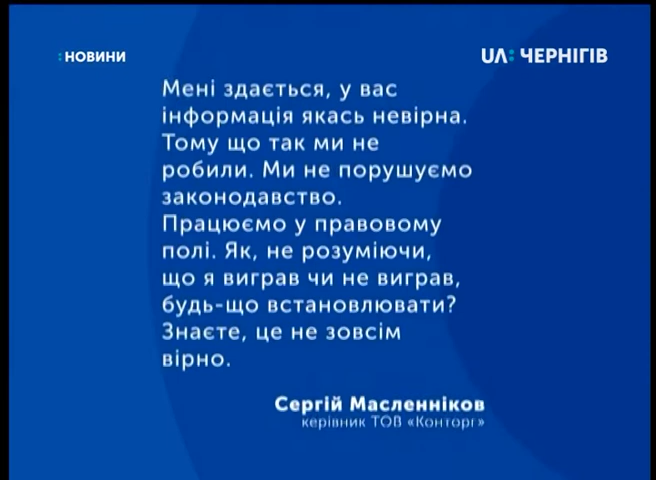 :НОВИНИ
UA: ЧЕРНІГІВ
Мені здається, у вас
інформація якась невірна.
Тому що так ми не
робили. Ми не порушуємо
законодавство.
Працюємо у правовому
полі. Як, не розуміючи,
що я виграв чи не виграв,
будь-що встановлювати?
Знаєте, це не зовсім
вірно.
Сергій Масленніков
керівник ТОВ «Конторг»